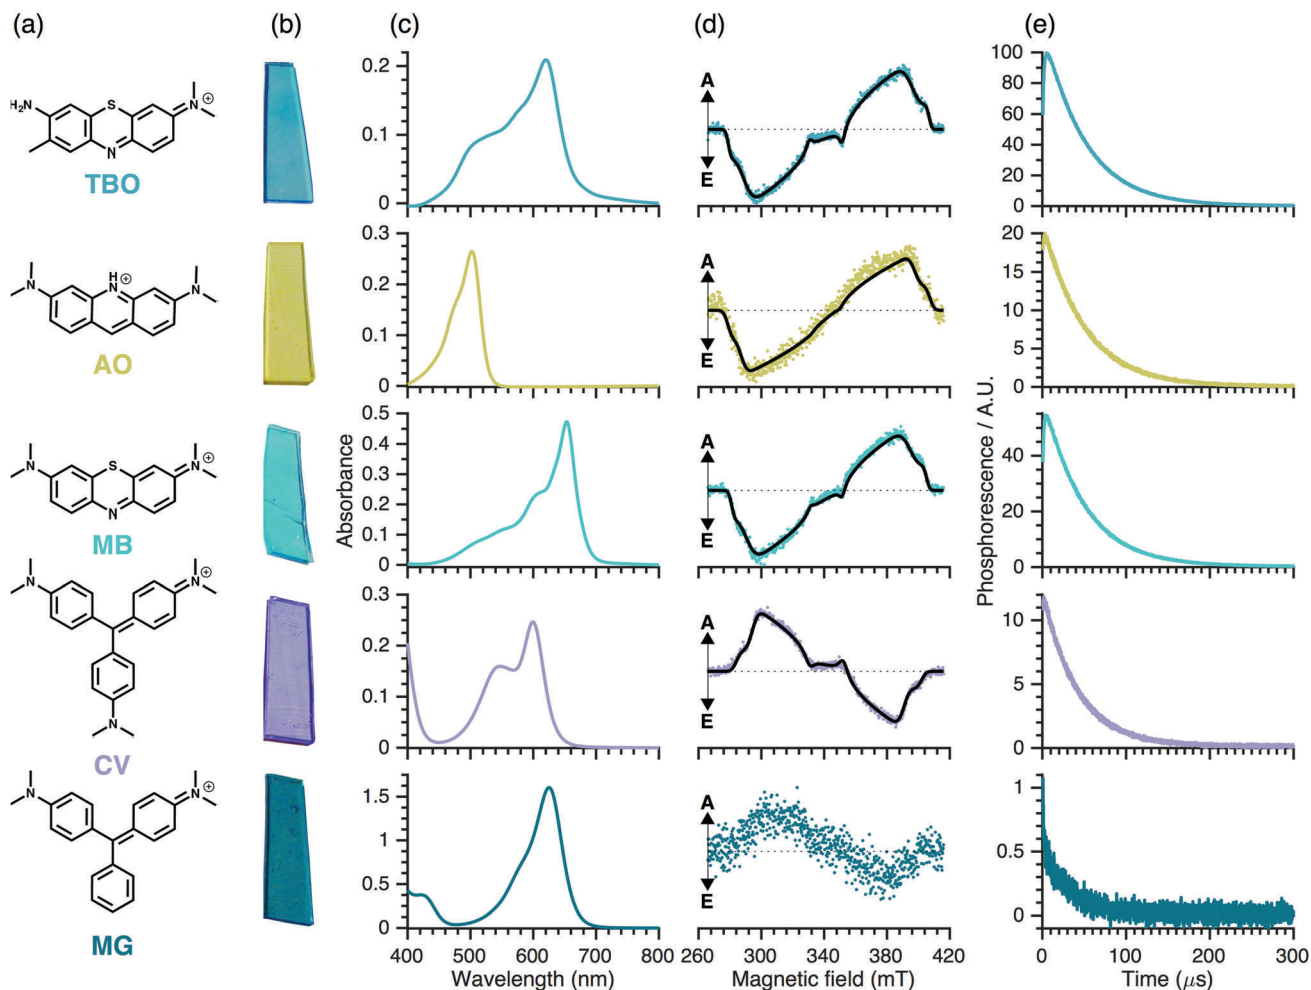 (a) (b) (c) (d) (e)
H₂N S N ⊕ N
TBO
0.2
0.1
0
A
E
100
80
60
40
20
0
N H N ⊕ N
AO
0.3
0.2
0.1
0
A
E
20
15
10
5
0
N S N ⊕ N
MB
Absorbance
0.5
0.4
0.3
0.2
0.1
0
A
E
Phosphorescence / A.U.
40
20
0
N N ⊕ N
CV
0.3
0.2
0.1
0
A
E
10
6
2
0
N N ⊕
MG
1.5
1
0.5
0
A
E
1
0.5
0
400 500 600 700 800
Wavelength (nm)
260 300 340 380 420
Magnetic field (mT)
0 100 200 300
Time (μs)